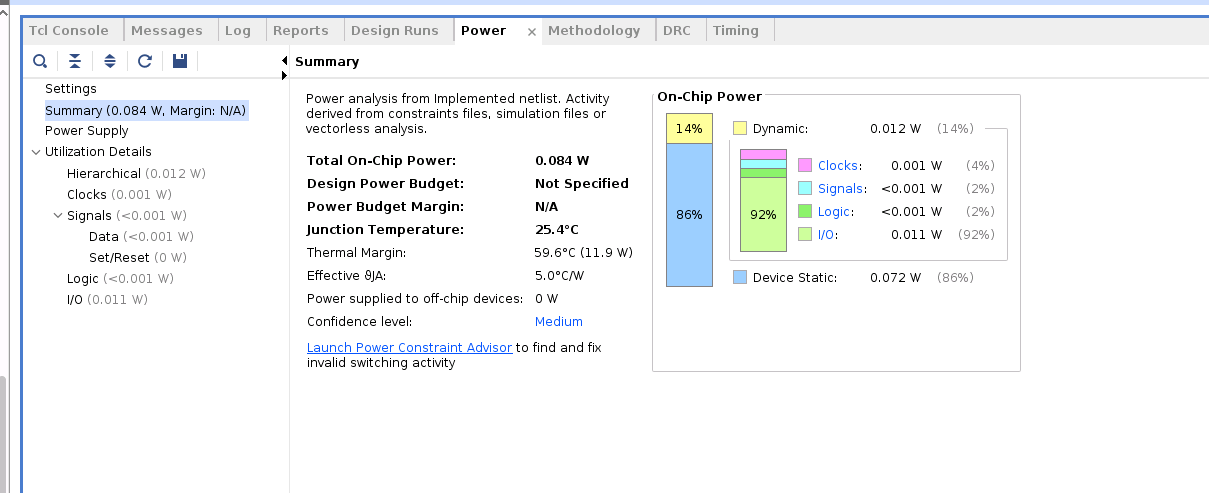 Tcl Console Messages Log Reports Design Runs Power × Methodology DRC Timing
Summary
Settings
Summary (0.084 W, Margin: N/A)
Power Supply
Utilization Details
Hierarchical (0.012 W)
Clocks (0.001 W)
Signals (<0.001 W)
Data (<0.001 W)
Set/Reset (0 W)
Logic (<0.001 W)
I/O (0.011 W)
Power analysis from Implemented netlist. Activity
derived from constraints files, simulation files or
vectorless analysis.
Total On-Chip Power: 0.084 W
Design Power Budget: Not Specified
Power Budget Margin: N/A
Junction Temperature: 25.4°C
Thermal Margin: 59.6°C (11.9 W)
Effective ϑJA: 5.0°C/W
Power supplied to off-chip devices: 0 W
Confidence level: Medium
Launch Power Constraint Advisor to find and fix
invalid switching activity
On-Chip Power
14%
86%
Dynamic: 0.012 W (14%)
92%
Clocks: 0.001 W (4%)
Signals: <0.001 W (2%)
Logic: <0.001 W (2%)
I/O: 0.011 W (92%)
Device Static: 0.072 W (86%)